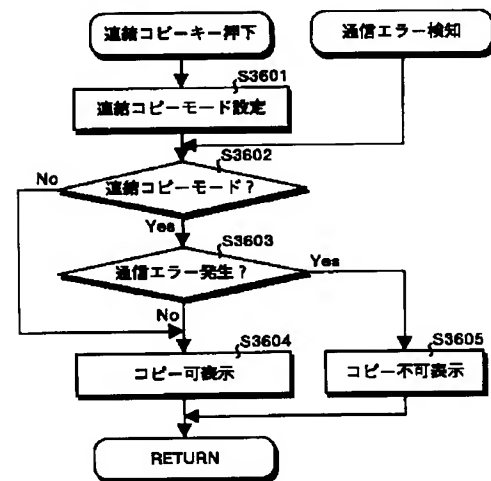 連結コピーキー押下
通信エラー検知
S3601
連結コピーモード設定
S3602
No
連結コピーモード?
Yes
S3603
通信エラー発生?
Yes
No
S3604
S3605
コピー可表示
コピー不可表示
RETURN